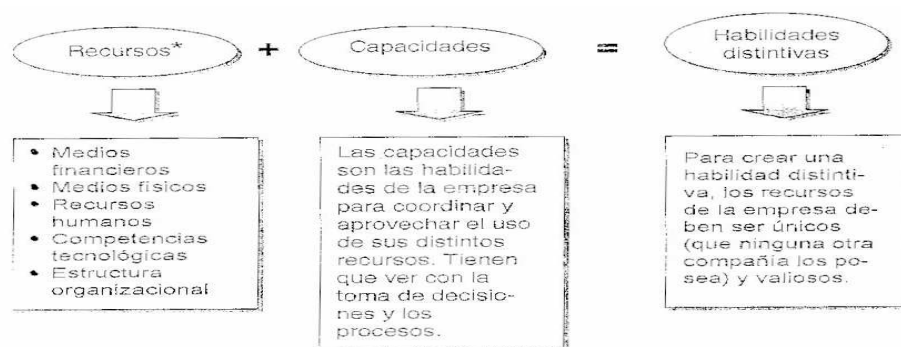 Recursos*
+
Capacidades
=
Habilidades
distintivas
• Medios
financieros
• Medios físicos
• Recursos
humanos
• Competencias
tecnológicas
• Estructura
organizacional
Las capacidades
son las habilida-
des de la empresa
para coordinar y
aprovechar el uso
de sus distintos
recursos. Tienen
que ver con la
toma de decisio-
nes y los
procesos.
Para crear una
habilidad distinti-
va, los recursos
de la empresa de-
ben ser únicos
(que ninguna otra
compañía los po-
sea) y valiosos.